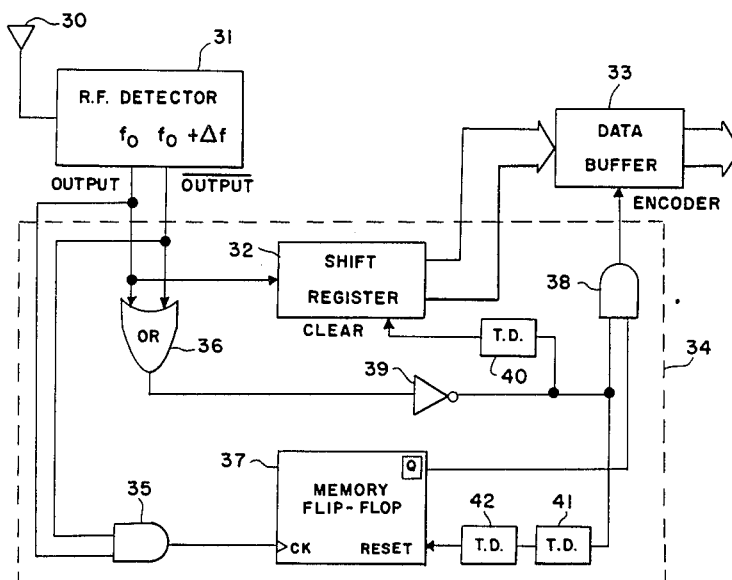 30
31
R.F. DETECTOR
f₀ f₀ + Δf
OUTPUT
OUTPUT
33
DATA
BUFFER
ENCODER
32
SHIFT
REGISTER
CLEAR
38
OR
36
T.D.
40
39
34
37
Q
MEMORY
FLIP-FLOP
CK
RESET
35
42
T.D.
41
T.D.